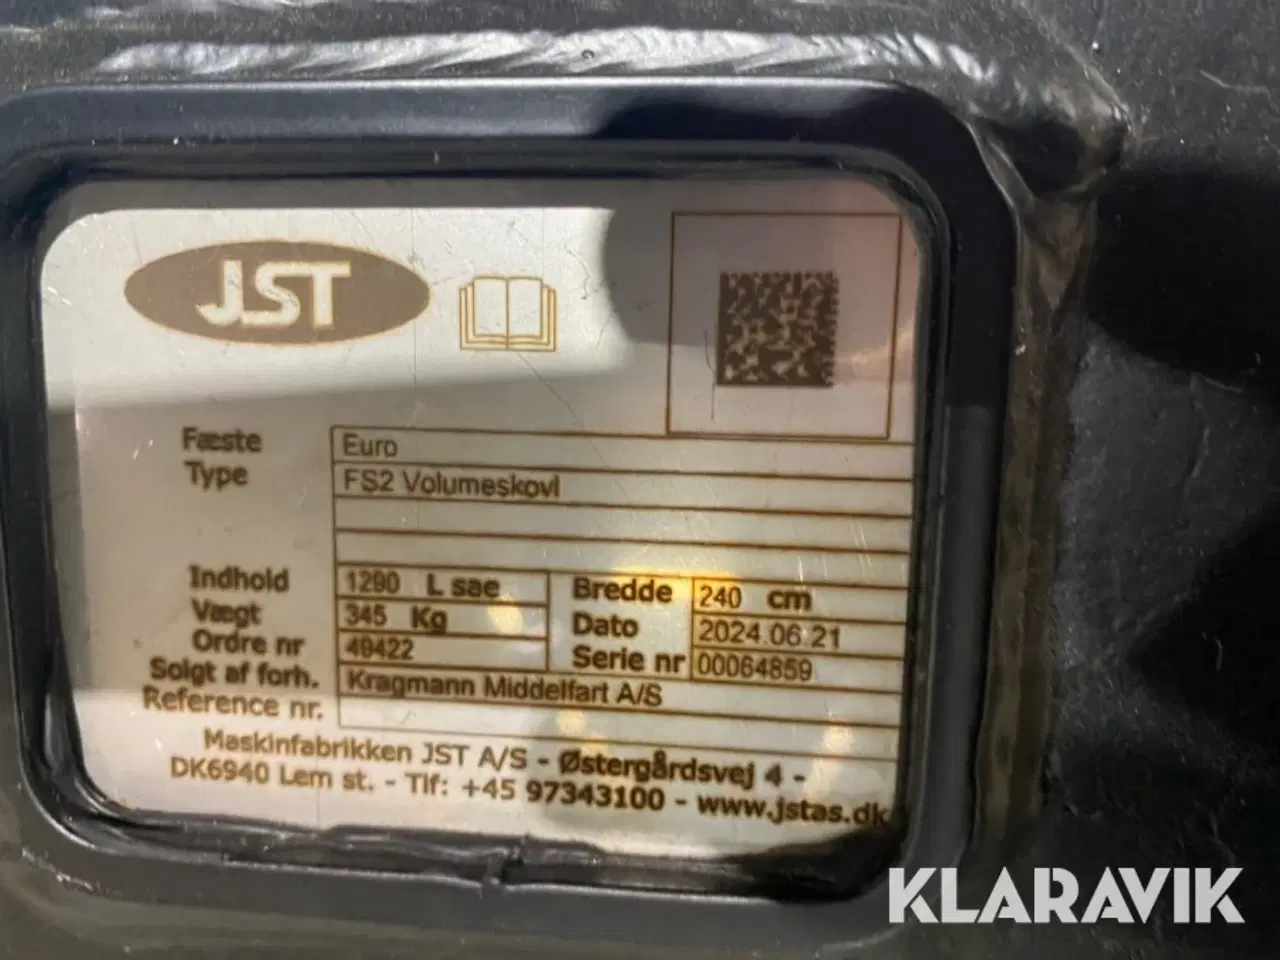 JST
Fæste Euro
Type FS2 Volumeskovl
Indhold 1290 L sae Bredde 240 cm
Vægt 345 Kg Dato 2024.06.21
Ordre nr 49422 Serie nr 00064859
Solgt af forh. Kragmann Middelfart A/S
Reference nr.
Maskinfabrikken JST A/S - Østergårdsvej 4 -
DK6940 Lem st. - Tlf: +45 97343100 - www.jstas.dk
KLARAVIK